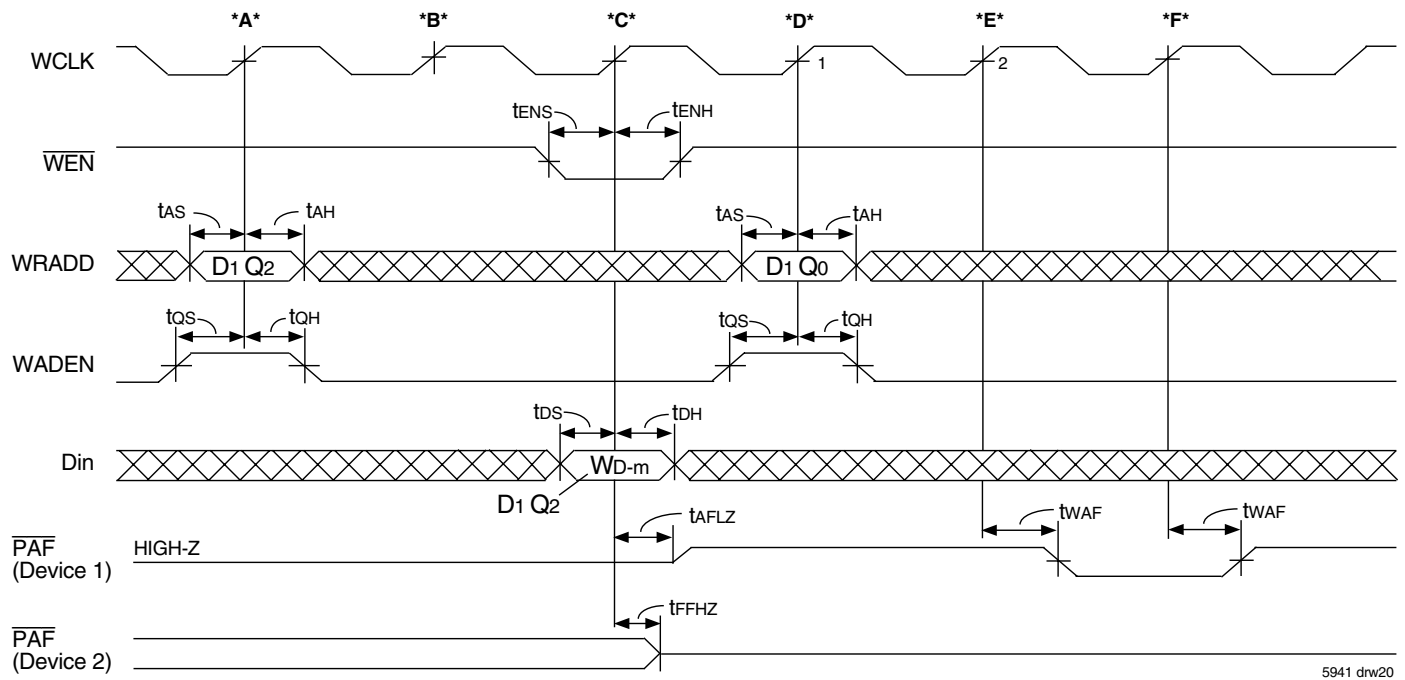 *A* *B* *C* *D* *E* *F*
WCLK
1 2
tENS tENH
WEN
tAS tAH tAS tAH
WRADD D1 Q2 D1 Q0
tQS tQH tQS tQH
WADEN
tDS tDH
Din WD-m
D1 Q2
tAFLZ tWAF tWAF
PAF HIGH-Z
(Device 1)
tFFHZ
PAF
(Device 2)
5941 drw20